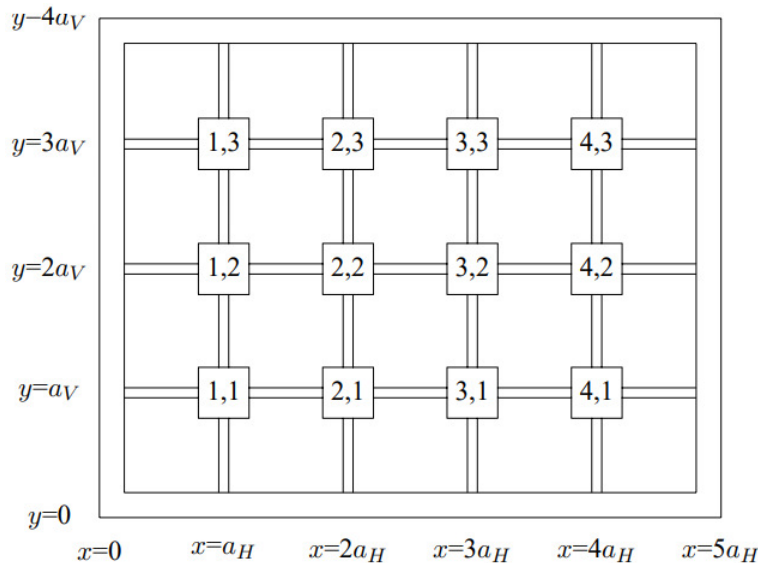 y−4a_V
y=3a_V 1,3 2,3 3,3 4,3
y=2a_V 1,2 2,2 3,2 4,2
y=a_V 1,1 2,1 3,1 4,1
y=0
x=0 x=a_H x=2a_H x=3a_H x=4a_H x=5a_H